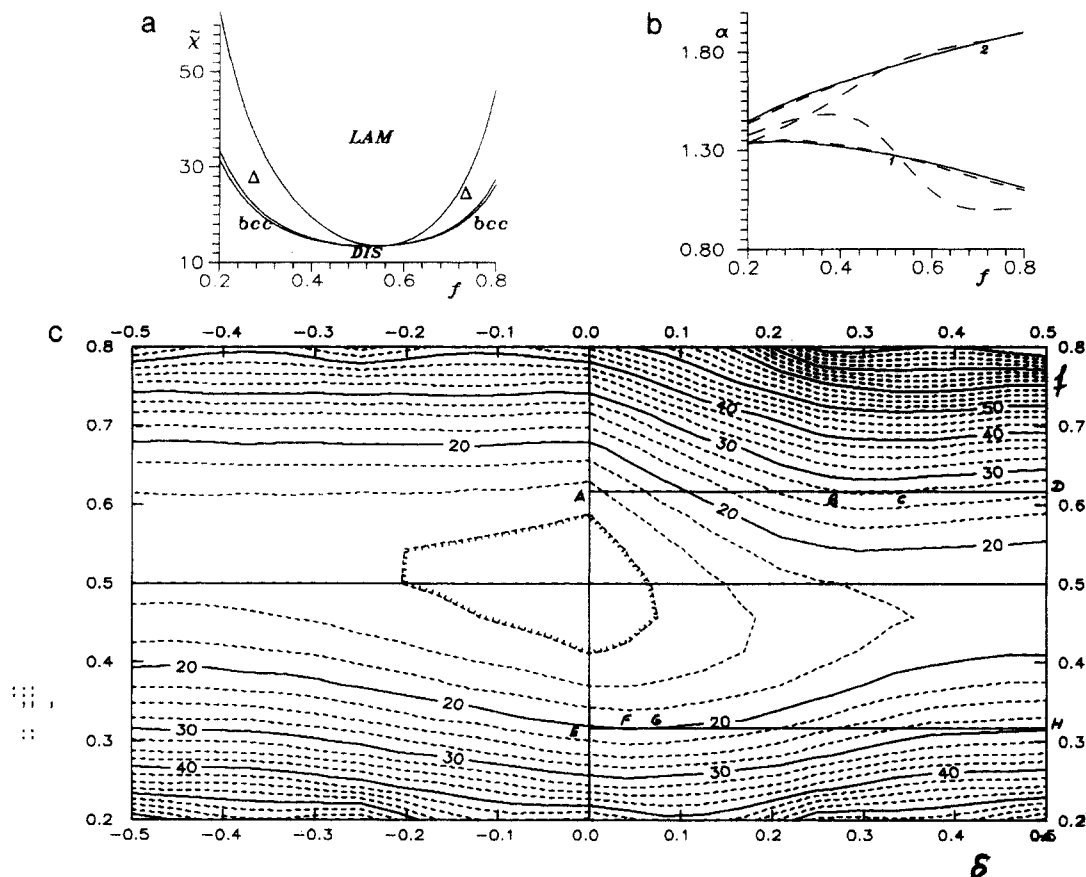 a
χ̃
50
30
10
LAM
Δ
Δ
bcc
bcc
DIS
0.2 0.4 0.6 f 0.8
b
α
1.80
1.30
0.80
2
1
0.2 0.4 0.6 f 0.8
c
-0.5 -0.4 -0.3 -0.2 -0.1 0.0 0.1 0.2 0.3 0.4 0.5
0.8 0.8
f
40 50
0.7 40 0.7
20 30 30
A B C D
0.6 0.6
20 20
0.5 0.5
0.4 0.4
20 20
F G 20 H
E
0.3 30 0.3
30 30
40 40
0.2 0.2
-0.5 -0.4 -0.3 -0.2 -0.1 0.0 0.1 0.2 0.3 0.4
δ